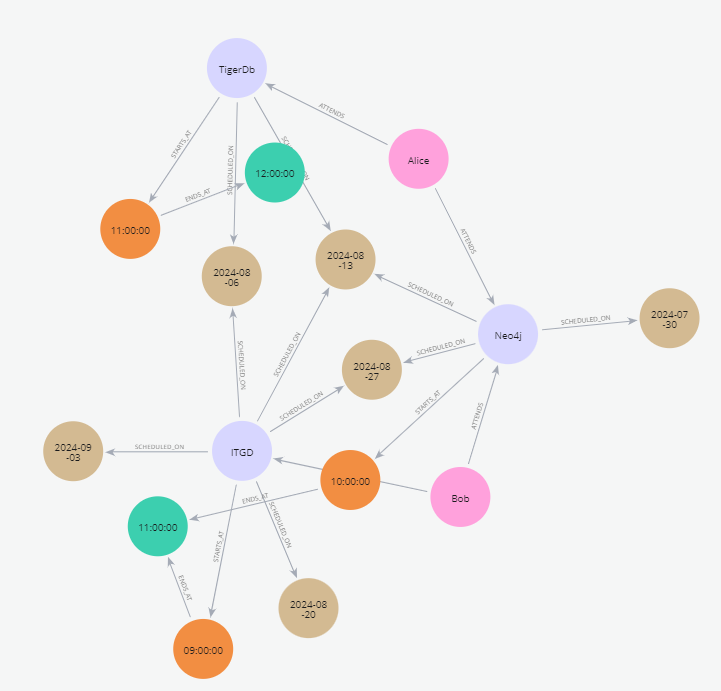 TigerDb
ATTENDS
Alice
STARTS_AT
SCHEDULED_ON
12:00:00
ENDS_AT
11:00:00
ATTENDS
2024-08
-06
2024-08
-13
SCHEDULED_ON
2024-07
-30
SCHEDULED_ON
Neo4j
SCHEDULED_ON
SCHEDULED_ON
SCHEDULED_ON
2024-08
-27
STARTS_AT
SCHEDULED_ON
ATTENDS
2024-09
-03
SCHEDULED_ON
ITGD
10:00:00
Bob
ENDS_AT
11:00:00
SCHEDULED_ON
STARTS_AT
ENDS_AT
2024-08
-20
09:00:00